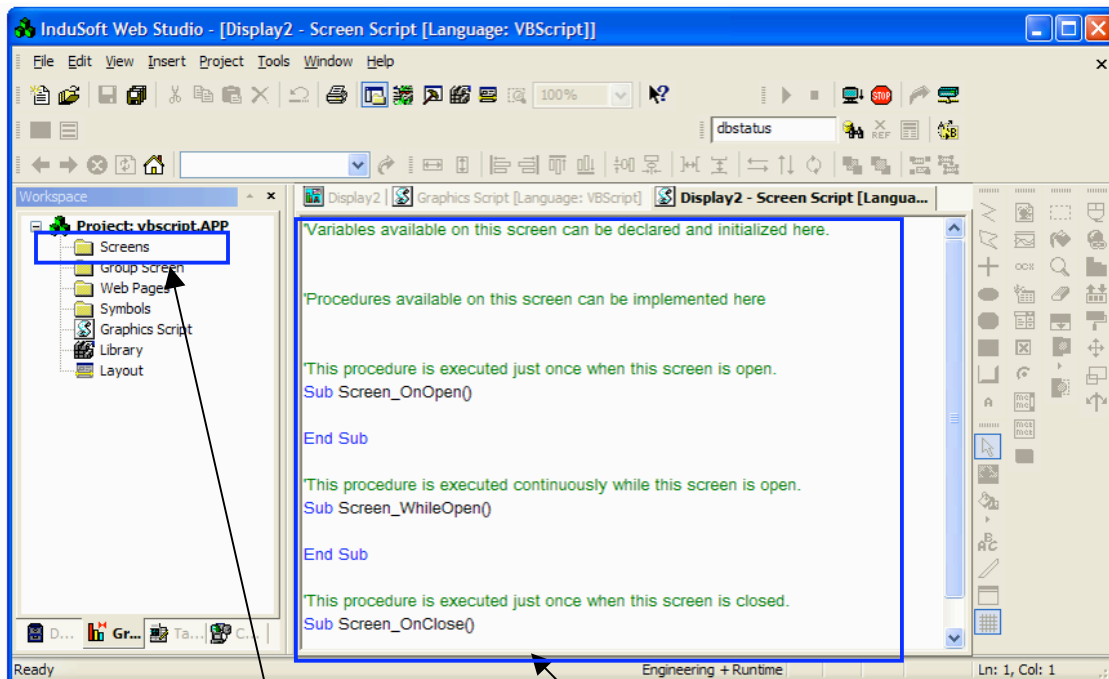 InduSoft Web Studio - [Display2 - Screen Script [Language: VBScript]]
File Edit View Insert Project Tools Window Help
100%
STOP
dbstatus
REF
Workspace
Display2
Graphics Script [Language: VBScript]
Display2 - Screen Script [Langua...
Project: vbscript.APP
Screens
Group Screen
Web Pages
Symbols
Graphics Script
Library
Layout
'Variables available on this screen can be declared and initialized here.
'Procedures available on this screen can be implemented here
'This procedure is executed just once when this screen is open.
Sub Screen_OnOpen()
End Sub
'This procedure is executed continuously while this screen is open.
Sub Screen_WhileOpen()
End Sub
'This procedure is executed just once when this screen is closed.
Sub Screen_OnClose()
D... Gr... Ta... C...
Ready
Engineering + Runtime
Ln: 1, Col: 1